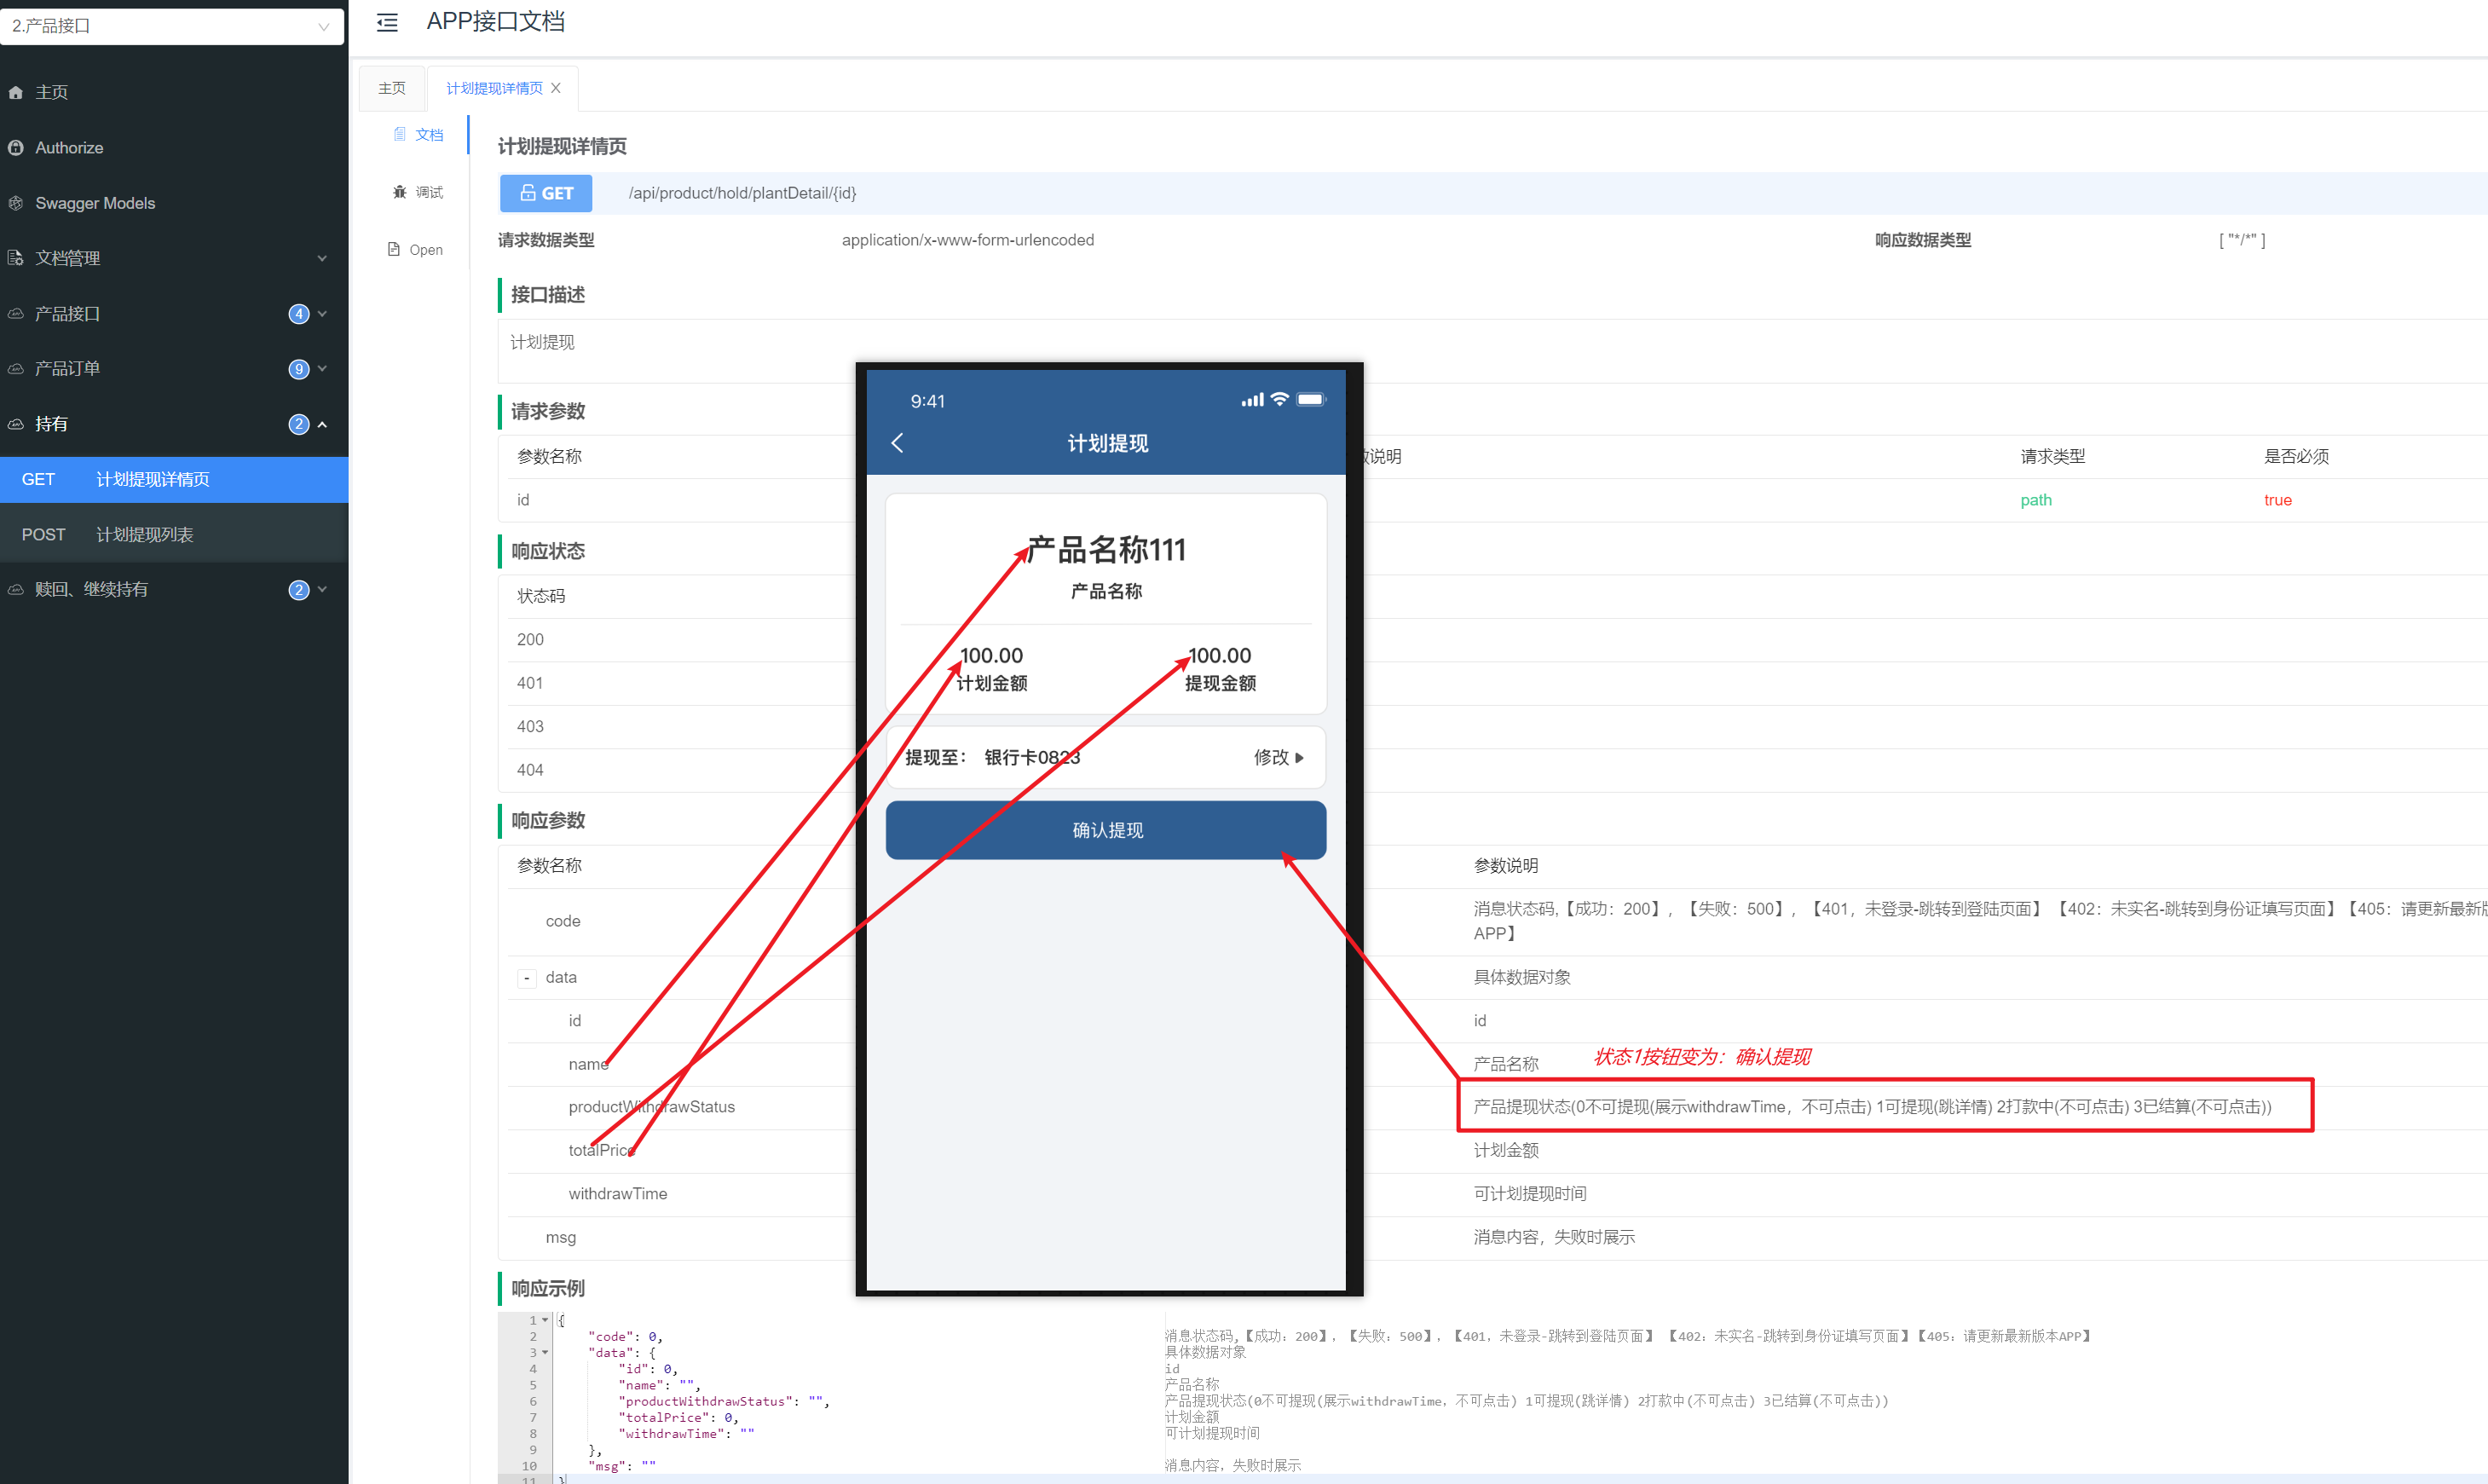 2.产品接口
主页
Authorize
Swagger Models
文档管理
产品接口 4
产品订单 9
持有 2
GET 计划提现详情页
POST 计划提现列表
赎回、继续持有 2
APP接口文档
主页
计划提现详情页
文档
调试
Open
计划提现详情页
GET /api/product/hold/plantDetail/{id}
请求数据类型 application/x-www-form-urlencoded 响应数据类型 [ "*/*" ]
接口描述
计划提现
请求参数
参数名称 说明 请求类型 是否必须
id path true
响应状态
状态码
200
401
403
404
响应参数
参数名称 参数说明
code 消息状态码,【成功：200】，【失败：500】，【401，未登录-跳转到登陆页面】 【402：未实名-跳转到身份证填写页面】【405：请更新最新
APP】
- data 具体数据对象
id id
name 产品名称
状态1按钮变为：确认提现
productWithdrawStatus 产品提现状态(0不可提现(展示withdrawTime，不可点击) 1可提现(跳详情) 2打款中(不可点击) 3已结算(不可点击))
totalPrice 计划金额
withdrawTime 可计划提现时间
msg 消息内容，失败时展示
9:41
计划提现
产品名称111
产品名称
100.00 100.00
计划金额 提现金额
提现至： 银行卡0823 修改
确认提现
响应示例
1 {
2 "code": 0, 消息状态码,【成功：200】，【失败：500】，【401，未登录-跳转到登陆页面】 【402：未实名-跳转到身份证填写页面】【405：请更新最新版本APP】
3 "data": { 具体数据对象
4 "id": 0, id
5 "name": "", 产品名称
6 "productWithdrawStatus": "", 产品提现状态(0不可提现(展示withdrawTime，不可点击) 1可提现(跳详情) 2打款中(不可点击) 3已结算(不可点击))
7 "totalPrice": 0, 计划金额
8 "withdrawTime": "" 可计划提现时间
9 },
10 "msg": "" 消息内容，失败时展示
11 }